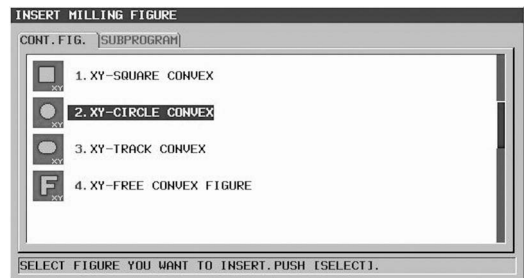 INSERT MILLING FIGURE
CONT.FIG. SUBPROGRAM
1.XY-SQUARE CONVEX
XY
2.XY-CIRCLE CONVEX
XY
3.XY-TRACK CONVEX
XY
4.XY-FREE CONVEX FIGURE
F XY
SELECT FIGURE YOU WANT TO INSERT.PUSH [SELECT].